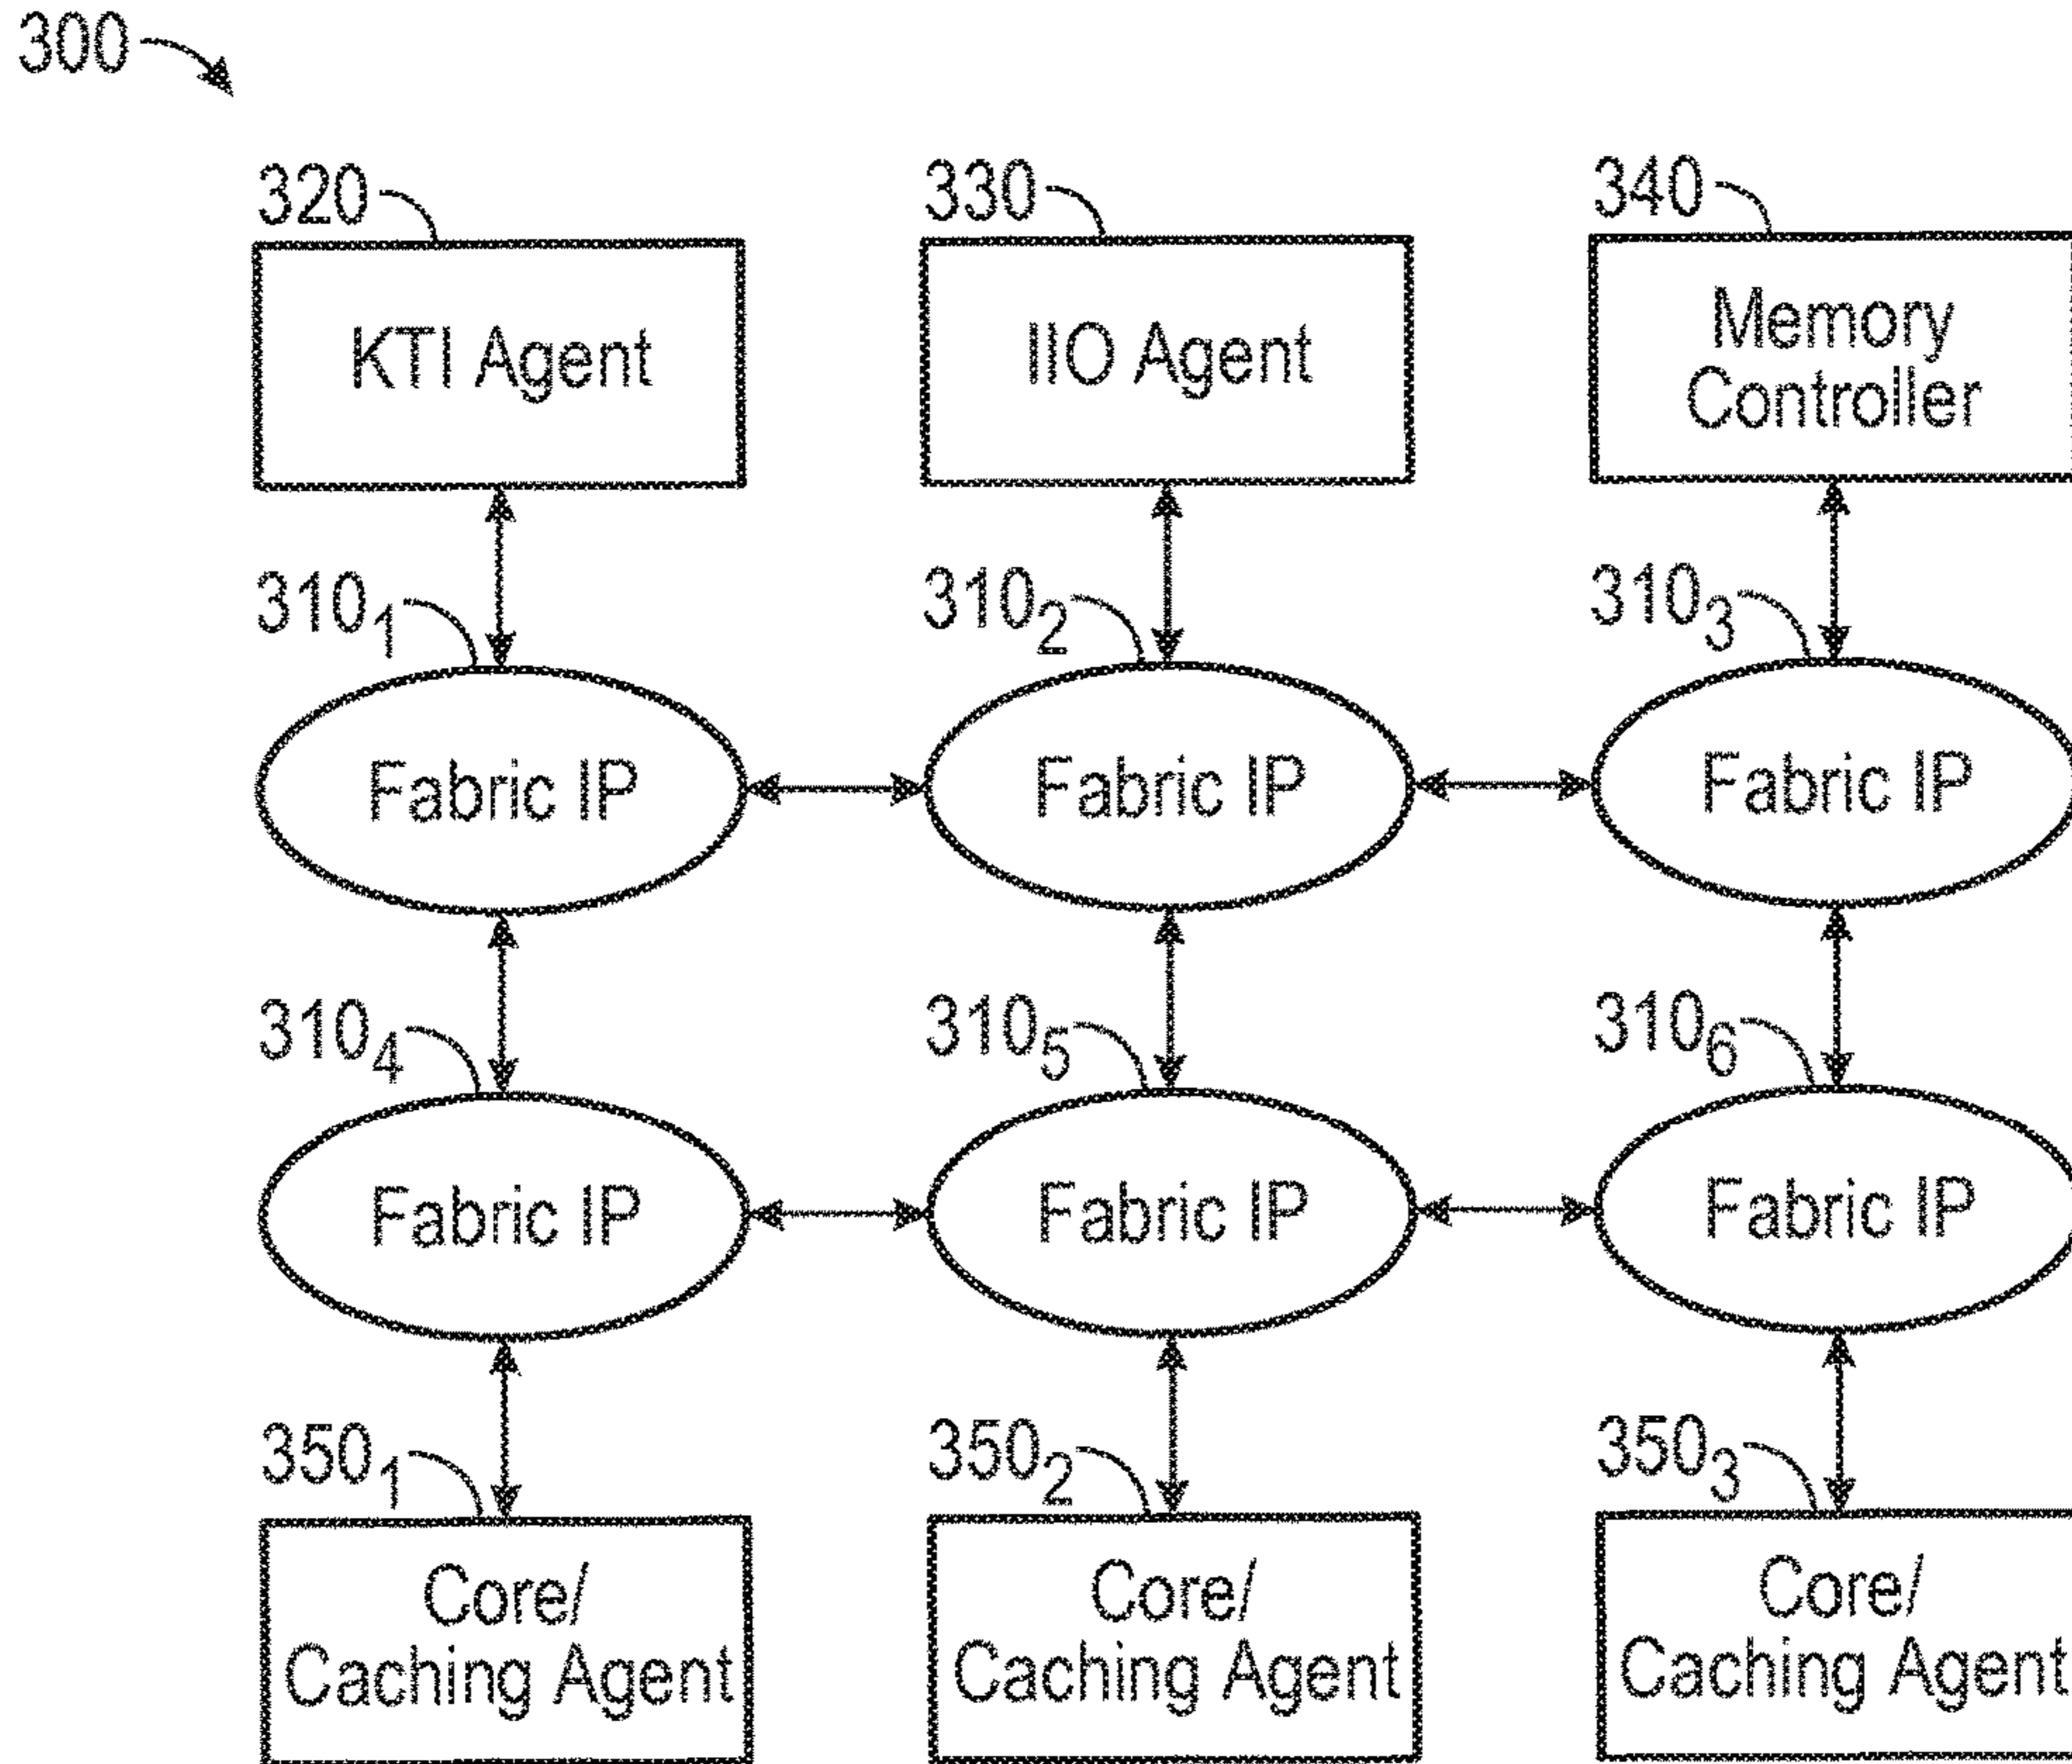 300
320
330
340
KTI Agent
IIO Agent
Memory
Controller
310₁
310₂
310₃
Fabric IP
Fabric IP
Fabric IP
310₄
310₅
310₆
Fabric IP
Fabric IP
Fabric IP
350₁
350₂
350₃
Core/
Caching Agent
Core/
Caching Agent
Core/
Caching Agent